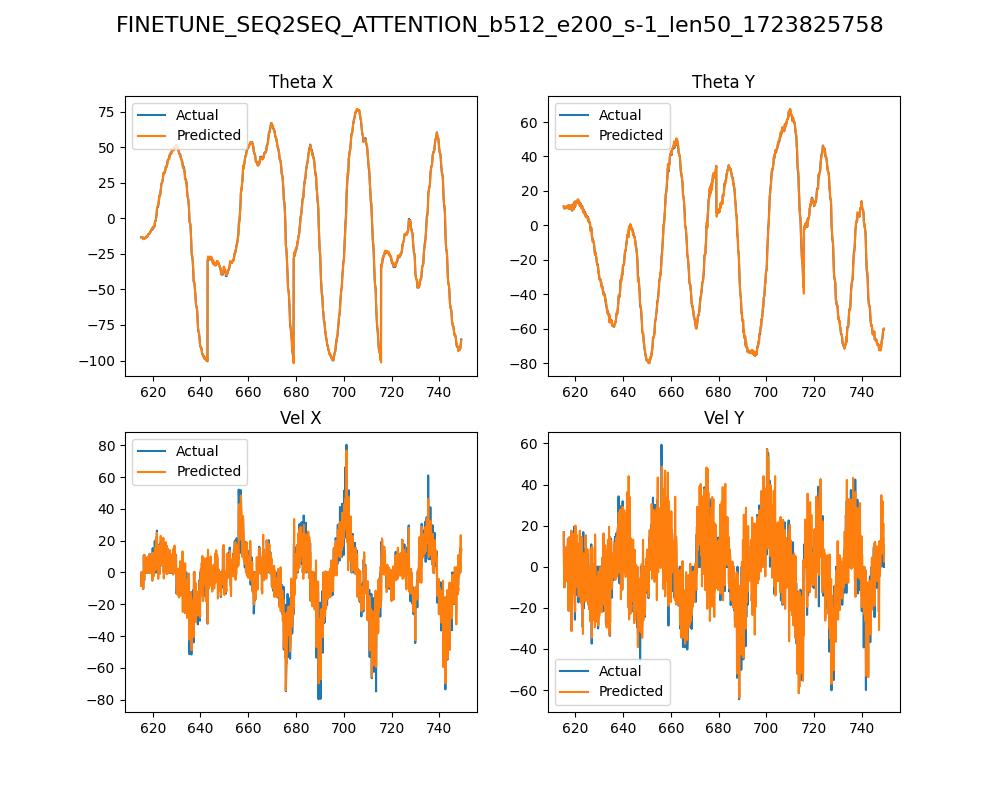 FINETUNE_SEQ2SEQ_ATTENTION_b512_e200_s-1_len50_1723825758
Theta X
Actual
Predicted
75
50
25
0
−25
−50
−75
−100
620 640 660 680 700 720 740
Theta Y
Actual
Predicted
60
40
20
0
−20
−40
−60
−80
620 640 660 680 700 720 740
Vel X
Actual
Predicted
80
60
40
20
0
−20
−40
−60
−80
620 640 660 680 700 720 740
Vel Y
60
40
20
0
−20
−40
−60
Actual
Predicted
620 640 660 680 700 720 740